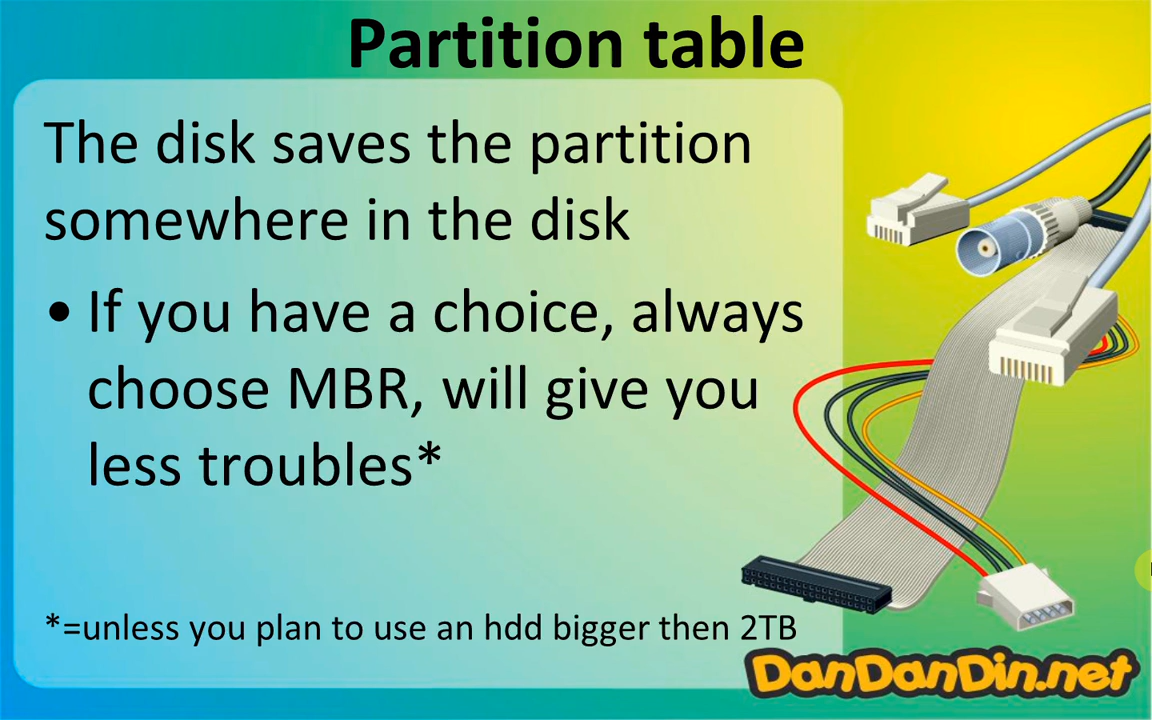 Partition table
The disk saves the partition
somewhere in the disk
• If you have a choice, always
choose MBR, will give you
less troubles*
*=unless you plan to use an hdd bigger then 2TB
DanDanDin.net